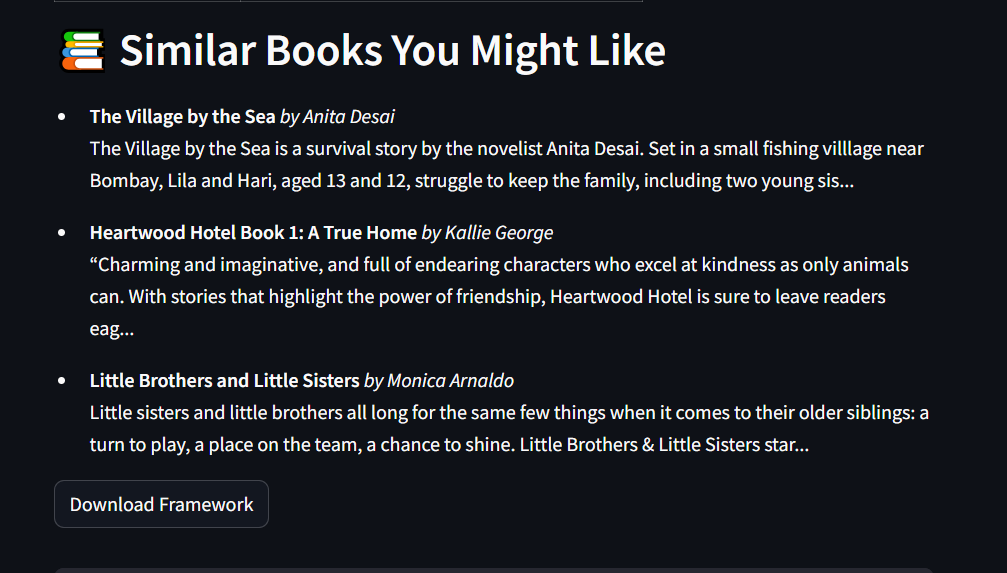 Similar Books You Might Like
The Village by the Sea by Anita Desai
The Village by the Sea is a survival story by the novelist Anita Desai. Set in a small fishing villlage near
Bombay, Lila and Hari, aged 13 and 12, struggle to keep the family, including two young sis...
Heartwood Hotel Book 1: A True Home by Kallie George
“Charming and imaginative, and full of endearing characters who excel at kindness as only animals
can. With stories that highlight the power of friendship, Heartwood Hotel is sure to leave readers
eag...
Little Brothers and Little Sisters by Monica Arnaldo
Little sisters and little brothers all long for the same few things when it comes to their older siblings: a
turn to play, a place on the team, a chance to shine. Little Brothers & Little Sisters star...
Download Framework